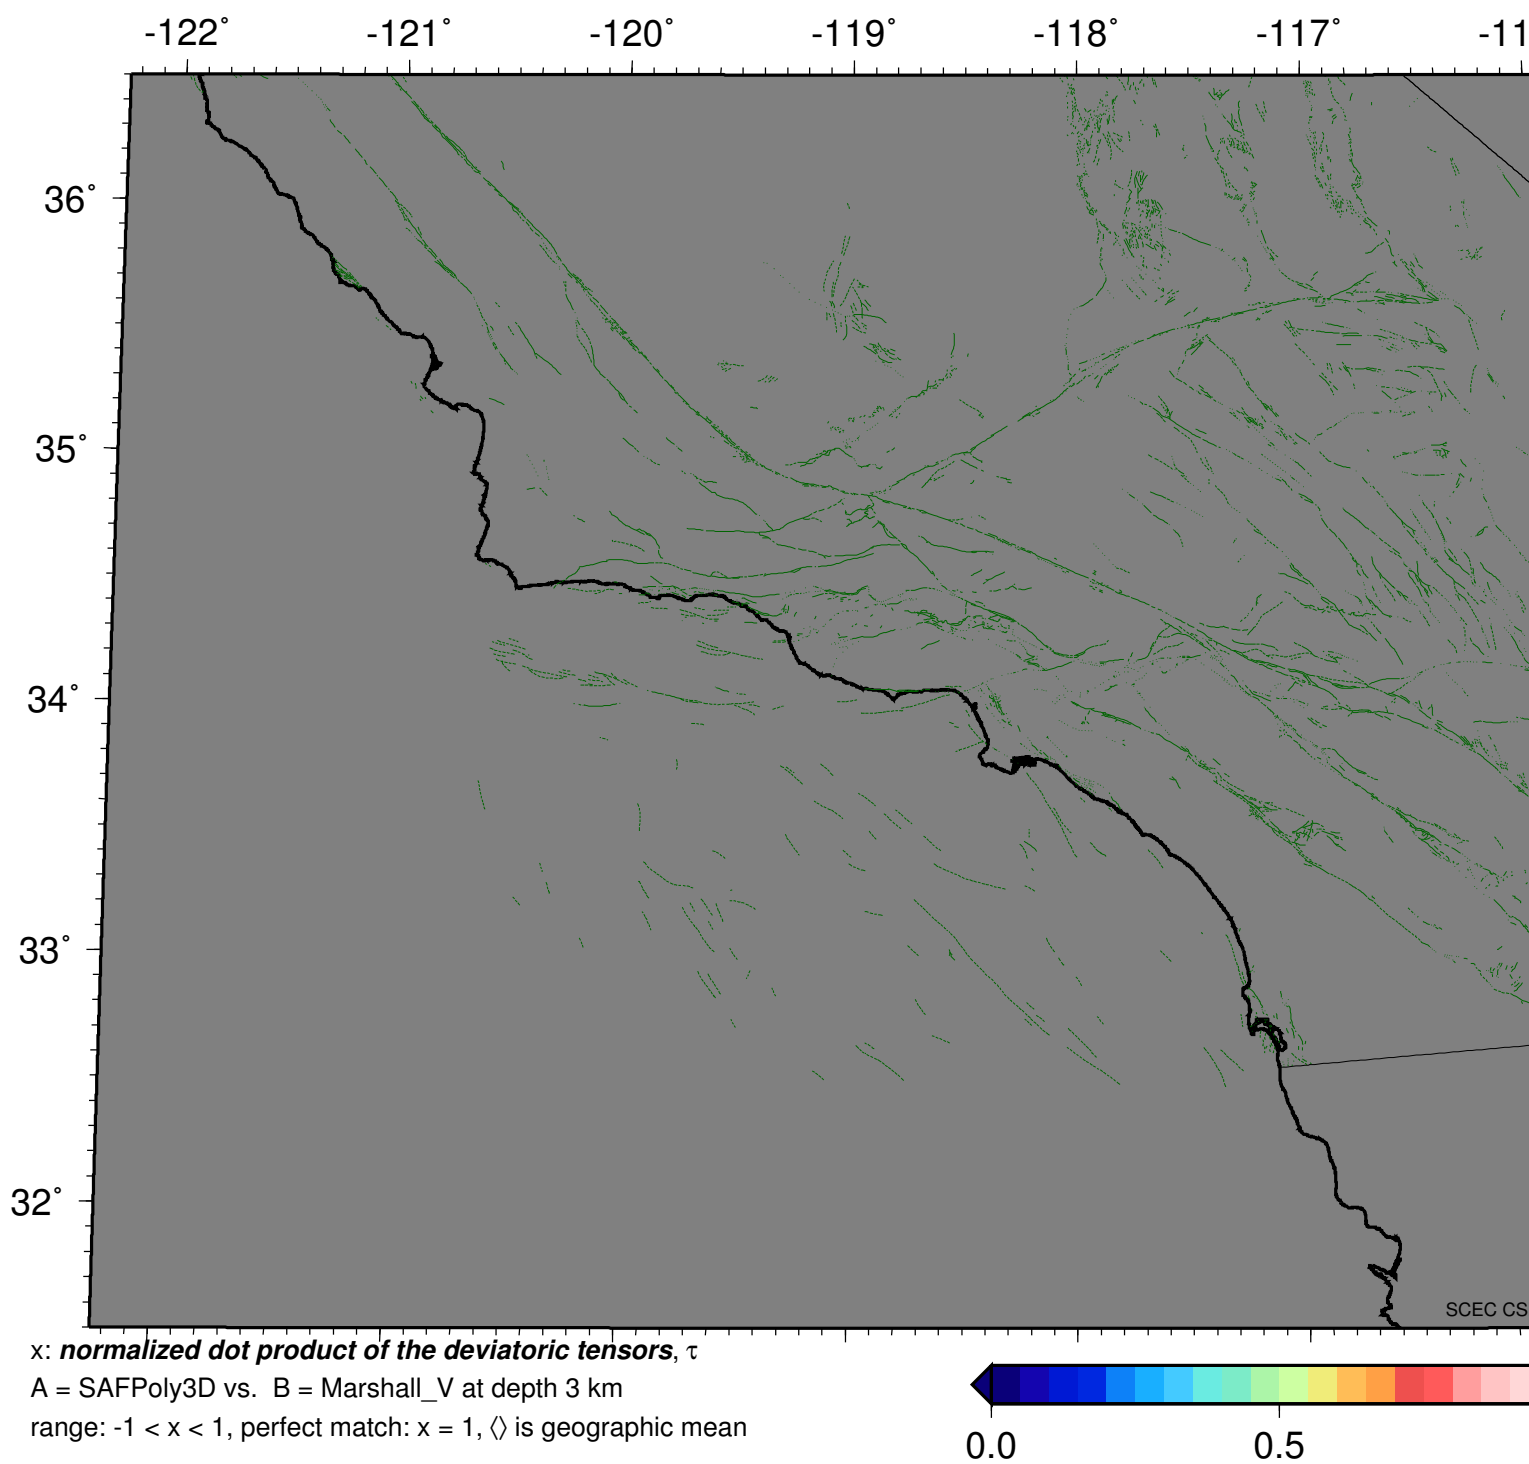 -122˚ -121˚ -120˚ -119˚ -118˚ -117˚ -11
36˚
35˚
34˚
33˚
32˚
SCEC CS
x: normalized dot product of the deviatoric tensors, τ
A = SAFPoly3D vs. B = Marshall_V at depth 3 km
range: -1 < x < 1, perfect match: x = 1, ⟨⟩ is geographic mean
0.0 0.5